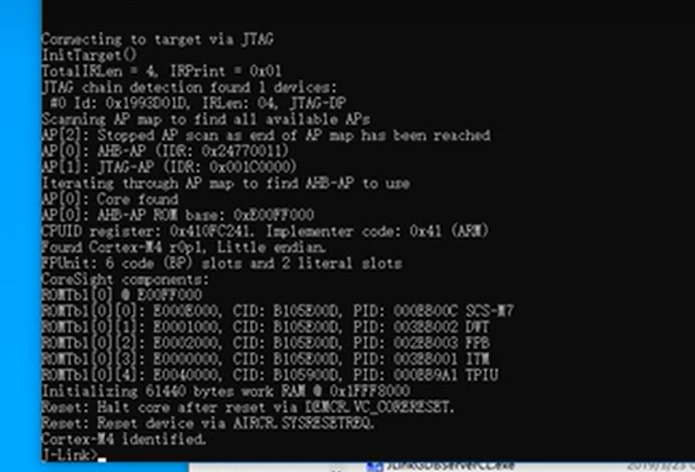 Connecting to target via JTAG
InitTarget()
TotalIRLen = 4, IRPrint = 0x01
JTAG chain detection found 1 devices:
#0 Id: 0x1993D01D, IRLen: 04, JTAG-DP
Scanning AP map to find all available APs
AP[2]: Stopped AP scan as end of AP map has been reached
AP[0]: AHB-AP (IDR: 0x24770011)
AP[1]: JTAG-AP (IDR: 0x001C0000)
Iterating through AP map to find AHB-AP to use
AP[0]: Core found
AP[0]: AHB-AP ROM base: 0xE00FF000
CPUID register: 0x410FC241. Implementer code: 0x41 (ARM)
Found Cortex-M4 r0p1, Little endian.
FPUnit: 6 code (BP) slots and 2 literal slots
CoreSight components:
ROMTbl[0] @ E00FF000
ROMTbl[0][0]: E000E000, CID: B105E00D, PID: 000BB00C SCS-M7
ROMTbl[0][1]: E0001000, CID: B105E00D, PID: 003BB002 DWT
ROMTbl[0][2]: E0002000, CID: B105E00D, PID: 002BB003 FPB
ROMTbl[0][3]: E0000000, CID: B105E00D, PID: 003BB001 ITM
ROMTbl[0][4]: E0040000, CID: B105900D, PID: 000BB9A1 TPIU
Initializing 61440 bytes work RAM @ 0x1FFF8000
Reset: Halt core after reset via DEMCR.VC_CORERESET.
Reset: Reset device via AIRCR.SYSRESETREQ.
Cortex-M4 identified.
J-Link>
JLinkGDBServerCL.exe